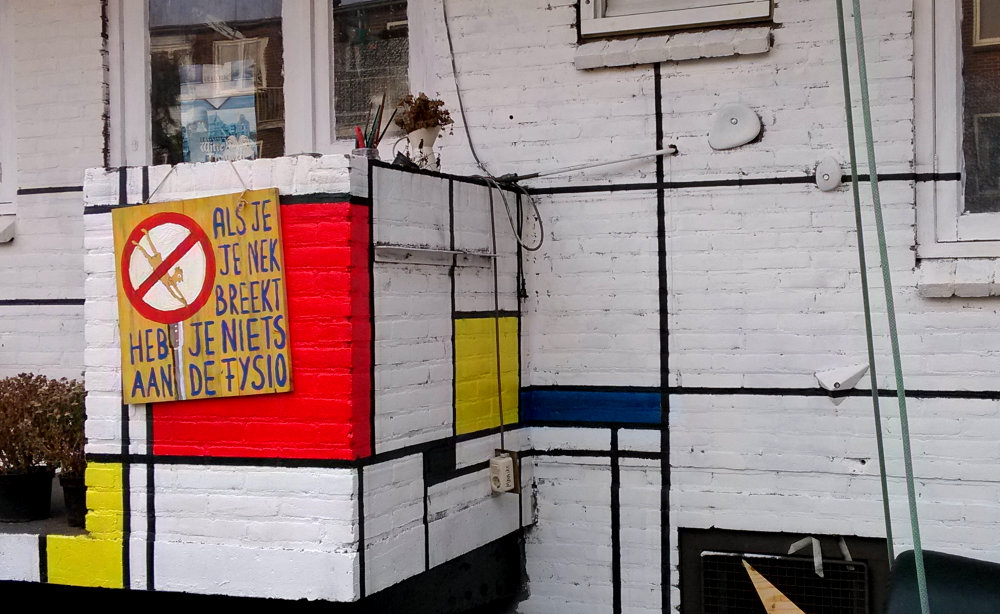 ALS JE
JE NEK
BREEKT
HEB JE NIETS
AAN DE FYSIO